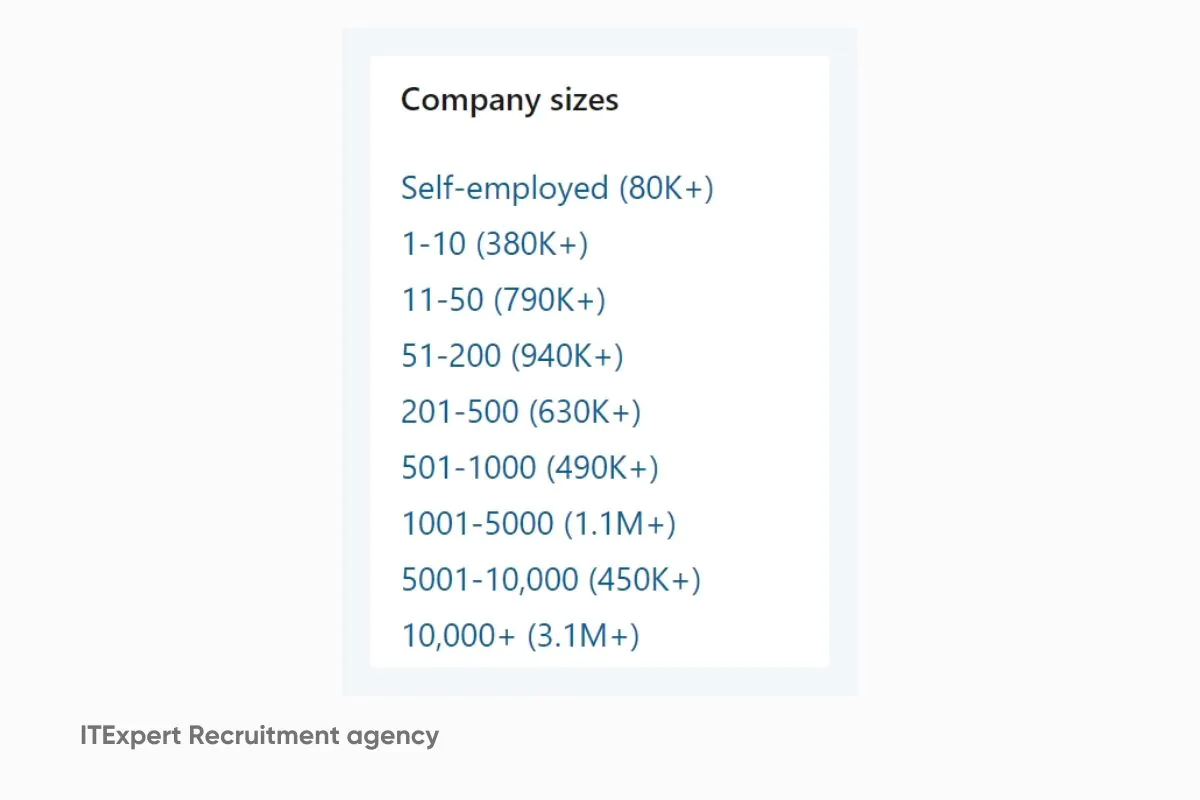 Company sizes
Self-employed (80K+)
1-10 (380K+)
11-50 (790K+)
51-200 (940K+)
201-500 (630K+)
501-1000 (490K+)
1001-5000 (1.1M+)
5001-10,000 (450K+)
10,000+ (3.1M+)
ITExpert Recruitment agency